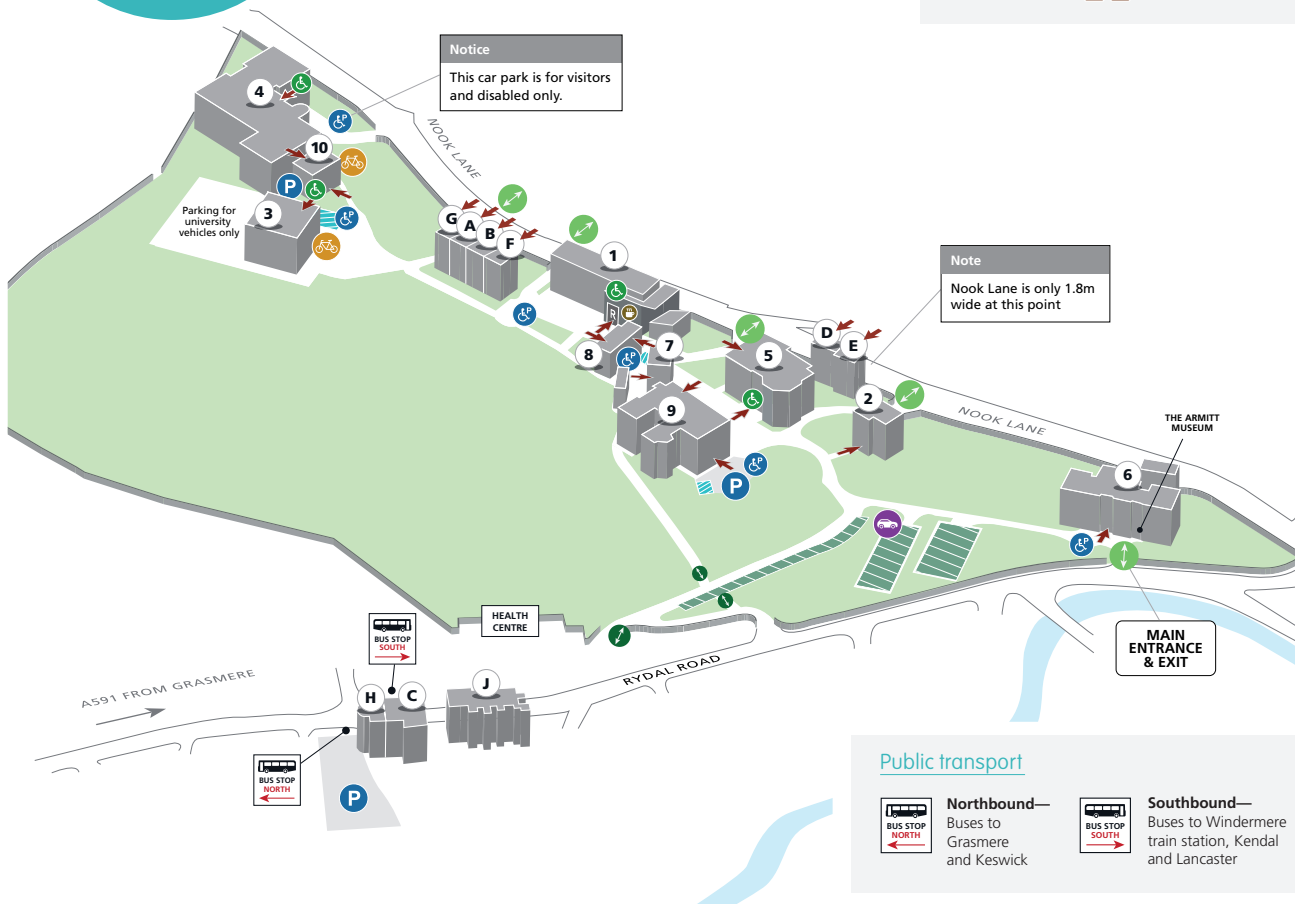 Notice
This car park is for visitors
and disabled only.
NOOK LANE
4
P
10
P
P
3
Parking for
university
vehicles only
G
A
B
F
1
R
P
8
P
7
5
D
E
Note
Nook Lane is only 1.8m
wide at this point
2
9
P
P
NOOK LANE
THE ARMITT
MUSEUM
6
P
MAIN
ENTRANCE
& EXIT
HEALTH
CENTRE
BUS STOP
SOUTH
RYDAL ROAD
A591 FROM GRASMERE
H
C
J
BUS STOP
NORTH
P
Public transport
BUS STOP
NORTH
Northbound—
Buses to
Grasmere
and Keswick
BUS STOP
SOUTH
Southbound—
Buses to Windermere
train station, Kendal
and Lancaster